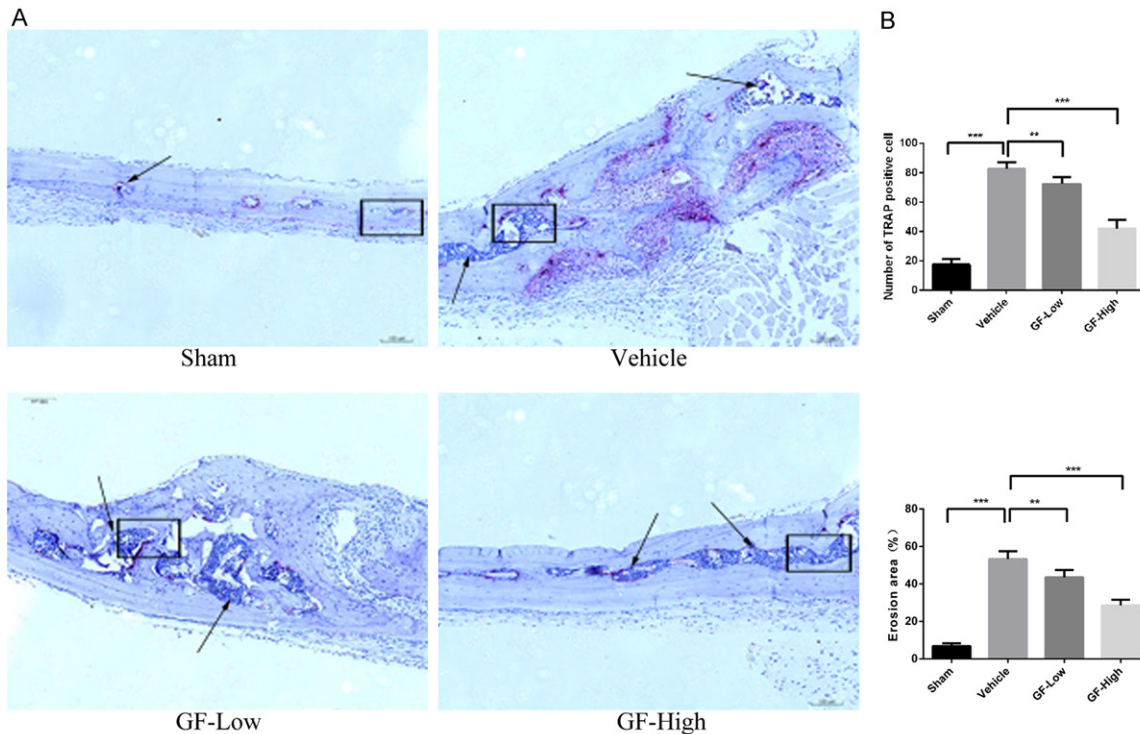 A
Sham
Vehicle
GF-Low
GF-High
B
***
***
**
Number of TRAP positive cell
100
80
60
40
20
0
Sham
Vehicle
GF-Low
GF-High
***
***
**
Erosion area (%)
80
60
40
20
0
Sham
Vehicle
GF-Low
GF-High